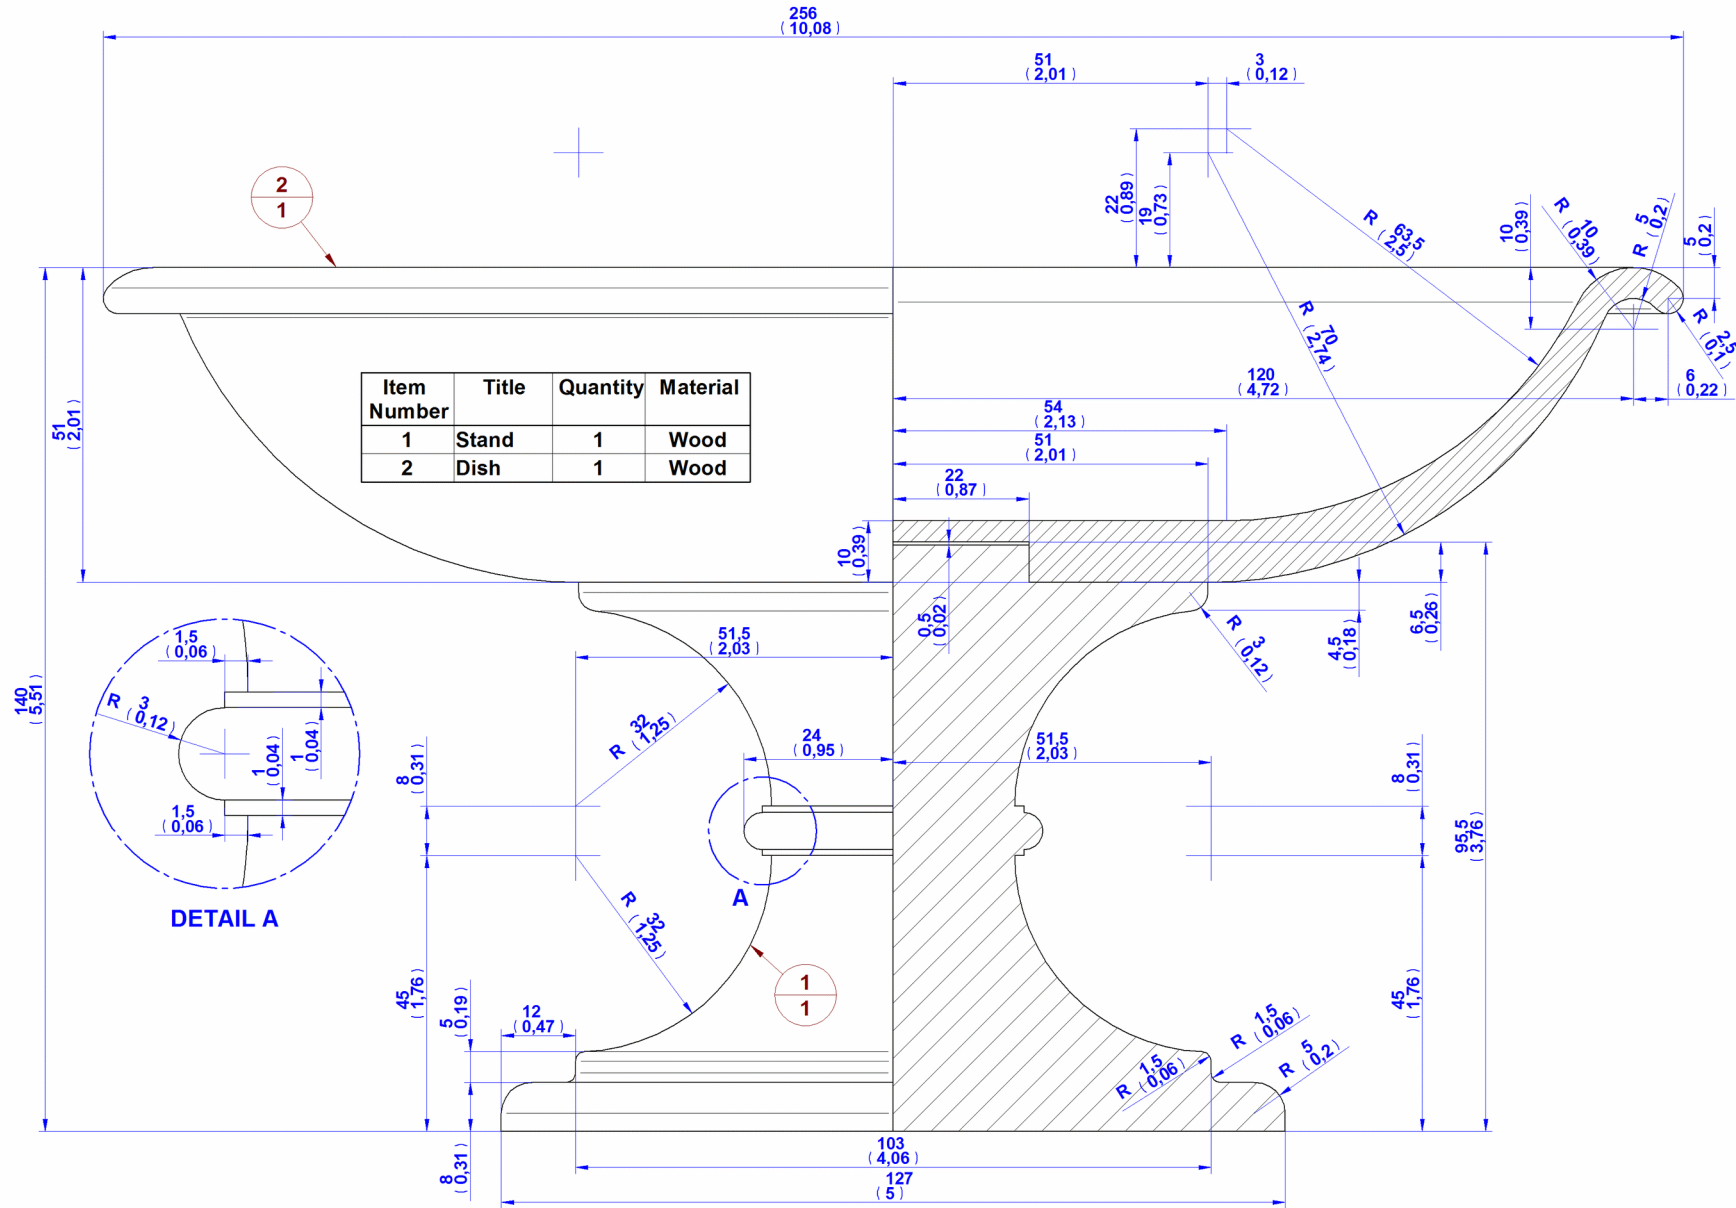 256
( 10,08 )
51
( 2,01 )
3
( 0,12 )
2
1
22
( 0,89 )
19
( 0,73 )
R 63,5
( 2,5 )
R 70
( 2,74 )
R 10
( 0,39 )
R 5
( 0,2 )
10
( 0,39 )
5
( 0,2 )
R 2,5
( 0,1 )
6
( 0,22 )
120
( 4,72 )
54
( 2,13 )
51
( 2,01 )
22
( 0,87 )
51
( 2,01 )
Item Number Title Quantity Material
1 Stand 1 Wood
2 Dish 1 Wood
10
( 0,39 )
0,5
( 0,02 )
R 3
( 0,12 )
4,5
( 0,18 )
6,5
( 0,26 )
140
( 5,51 )
1,5
( 0,06 )
R 3
( 0,12 )
1
( 0,04 )
1
( 0,04 )
1,5
( 0,06 )
DETAIL A
51,5
( 2,03 )
R 32
( 1,25 )
24
( 0,95 )
51,5
( 2,03 )
8
( 0,31 )
8
( 0,31 )
95,5
( 3,76 )
A
R 32
( 1,25 )
1
1
45
( 1,76 )
45
( 1,76 )
5
( 0,19 )
12
( 0,47 )
R 1,5
( 0,06 )
R 1,5
( 0,06 )
R 5
( 0,2 )
8
( 0,31 )
103
( 4,06 )
127
( 5 )